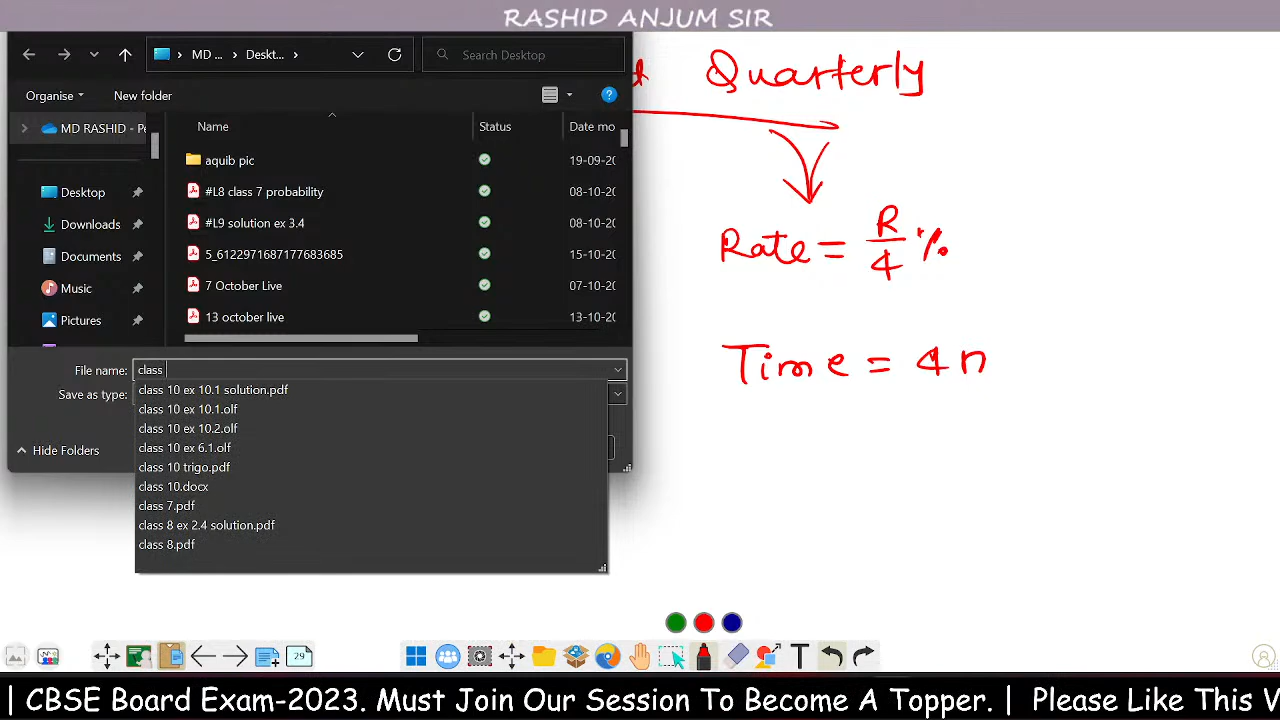 RASHID ANJUM SIR
MD ... > Deskt... >
Search Desktop
Organise
New folder
MD RASHID - Pe
Name
Status
Date mo
aquib pic
19-09-20
Desktop
#L8 class 7 probability
08-10-20
Downloads
#L9 solution ex 3.4
08-10-20
Documents
5_6122871687177683685
15-10-20
Music
7 October Live
07-10-20
Pictures
13 october live
13-10-20
File name:
class
Save as type:
class 10 ex 10.1 solution.pdf
class 10 ex 10.1.olf
class 10 ex 10.2.olf
class 10 ex 6.1.olf
class 10 trigo.pdf
class 10.docx
class 7.pdf
class 8 ex 2.4 solution.pdf
class 8.pdf
Hide Folders
Quarterly
Rate = R/4 %
Time = 4n
29
T
| CBSE Board Exam-2023. Must Join Our Session To Become A Topper. | Please Like This V